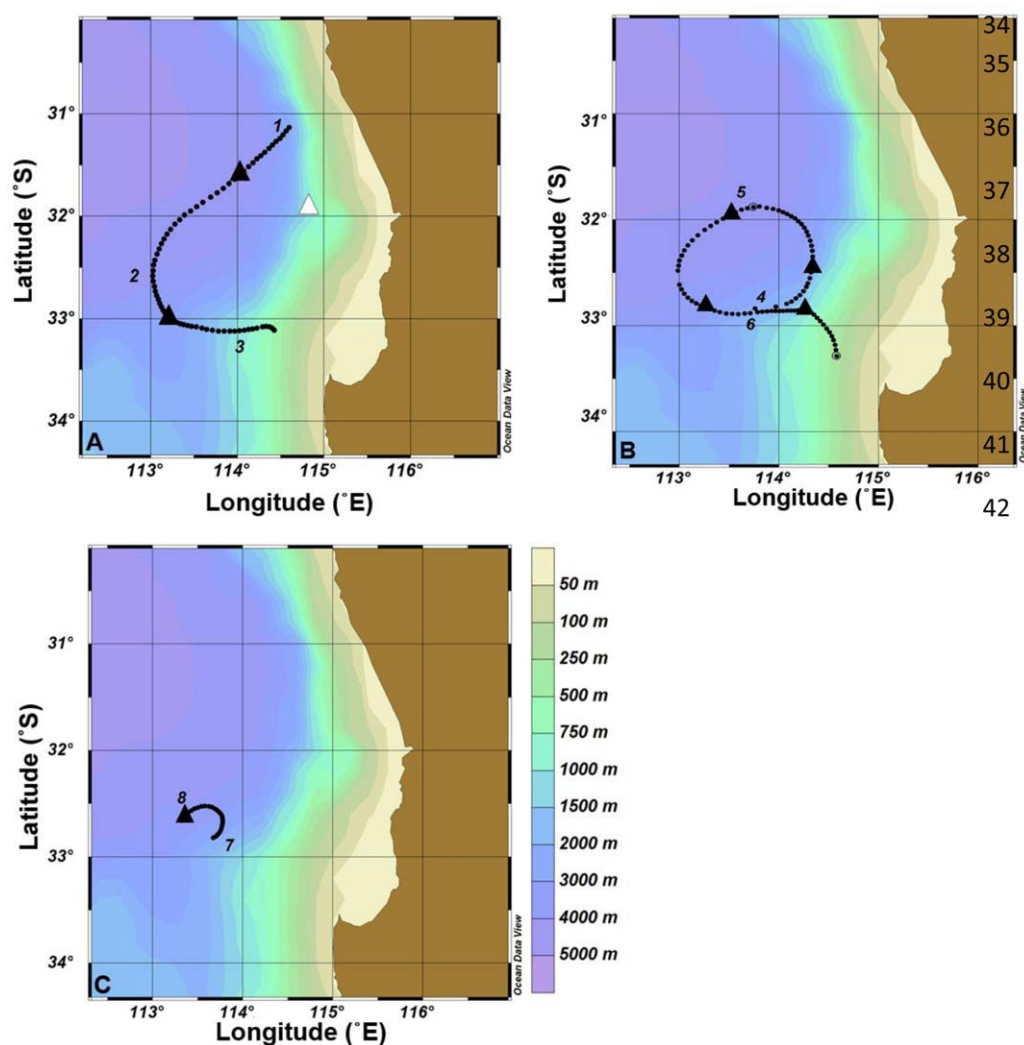 31°
32°
33°
34°
Latitude (˚S)
1
2
3
A
113°
114°
115°
116°
Longitude (˚E)
Ocean Data View
31°
32°
33°
34°
Latitude (˚S)
5
4
6
B
113°
114°
115°
116°
Longitude (˚E)
Ocean Data View
34
35
36
37
38
39
40
41
42
31°
32°
33°
34°
Latitude (˚S)
8
7
C
113°
114°
115°
116°
Longitude (˚E)
Ocean Data View
50 m
100 m
250 m
500 m
750 m
1000 m
1500 m
2000 m
3000 m
4000 m
5000 m